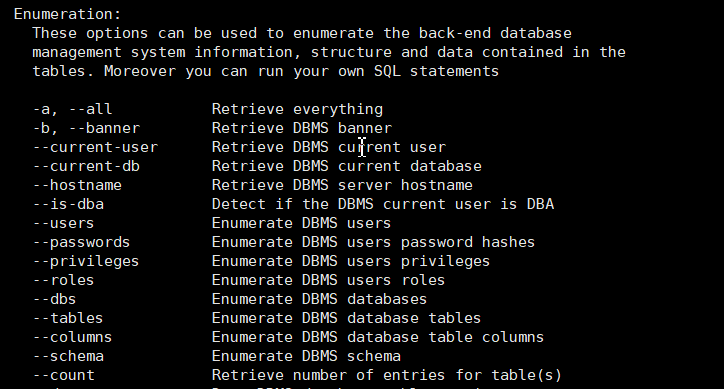 Enumeration:
These options can be used to enumerate the back-end database
management system information, structure and data contained in the
tables. Moreover you can run your own SQL statements
-a, --all Retrieve everything
-b, --banner Retrieve DBMS banner
--current-user Retrieve DBMS current user
--current-db Retrieve DBMS current database
--hostname Retrieve DBMS server hostname
--is-dba Detect if the DBMS current user is DBA
--users Enumerate DBMS users
--passwords Enumerate DBMS users password hashes
--privileges Enumerate DBMS users privileges
--roles Enumerate DBMS users roles
--dbs Enumerate DBMS databases
--tables Enumerate DBMS database tables
--columns Enumerate DBMS database table columns
--schema Enumerate DBMS schema
--count Retrieve number of entries for table(s)